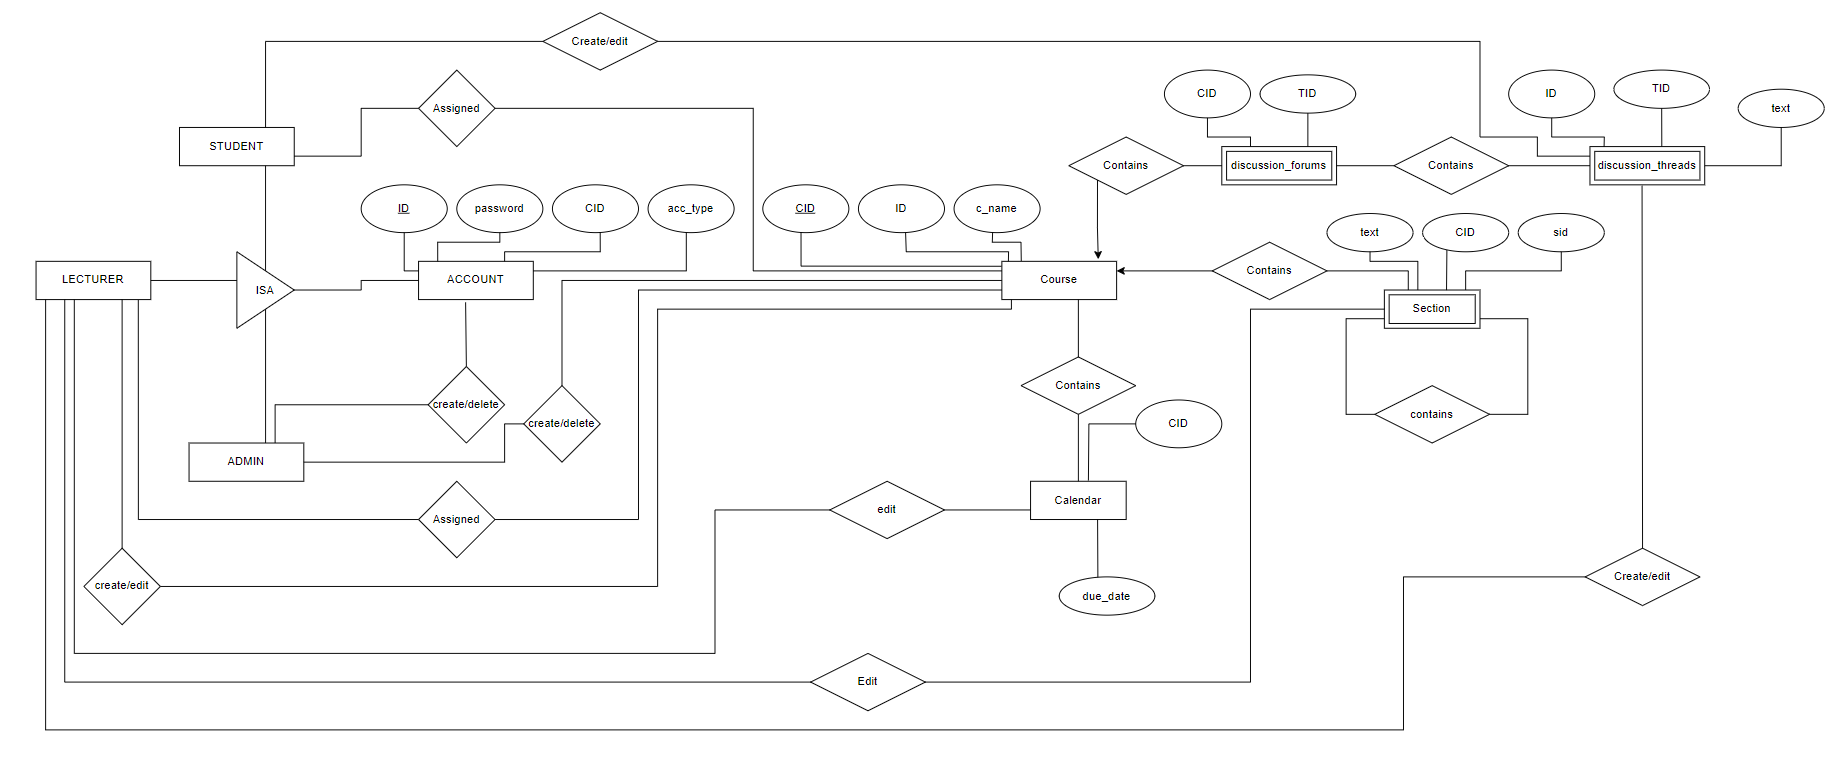 Create/edit
CID
TID
ID
TID
text
Assigned
STUDENT
Contains
discussion_forums
Contains
discussion_threads
ID
password
CID
acc_type
CID
ID
c_name
text
CID
sid
LECTURER
ISA
ACCOUNT
Course
Contains
Section
create/delete
create/delete
Contains
contains
CID
ADMIN
Assigned
edit
Calendar
create/edit
due_date
Create/edit
Edit